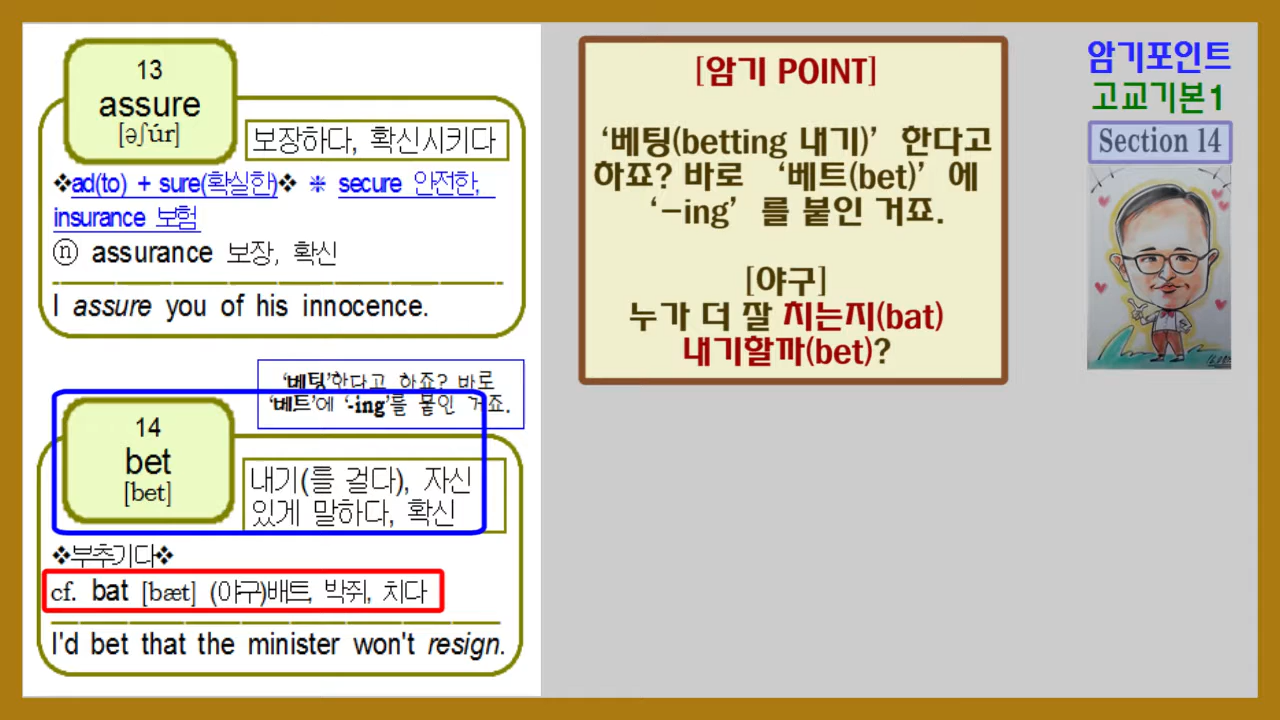 13
assure
[əʃúr]
보장하다, 확신시키다
❖ad(to) + sure(확실한)❖ ✳ secure 안전한,
insurance 보험
ⓝ assurance 보장, 확신
I assure you of his innocence.
'베팅'한다고 하죠? 바로
'베트'에 '-ing'를 붙인 거죠.
14
bet
[bet]
내기(를 걸다), 자신
있게 말하다, 확신
❖부추기다❖
cf. bat [bæt] (야구)배트, 박쥐, 치다
I'd bet that the minister won't resign.
[암기 POINT]
‘베팅(betting 내기)’ 한다고
하죠? 바로 ‘베트(bet)’ 에
‘-ing’ 를 붙인 거죠.
[야구]
누가 더 잘 치는지(bat)
내기할까(bet)?
암기포인트
고교기본1
Section 14